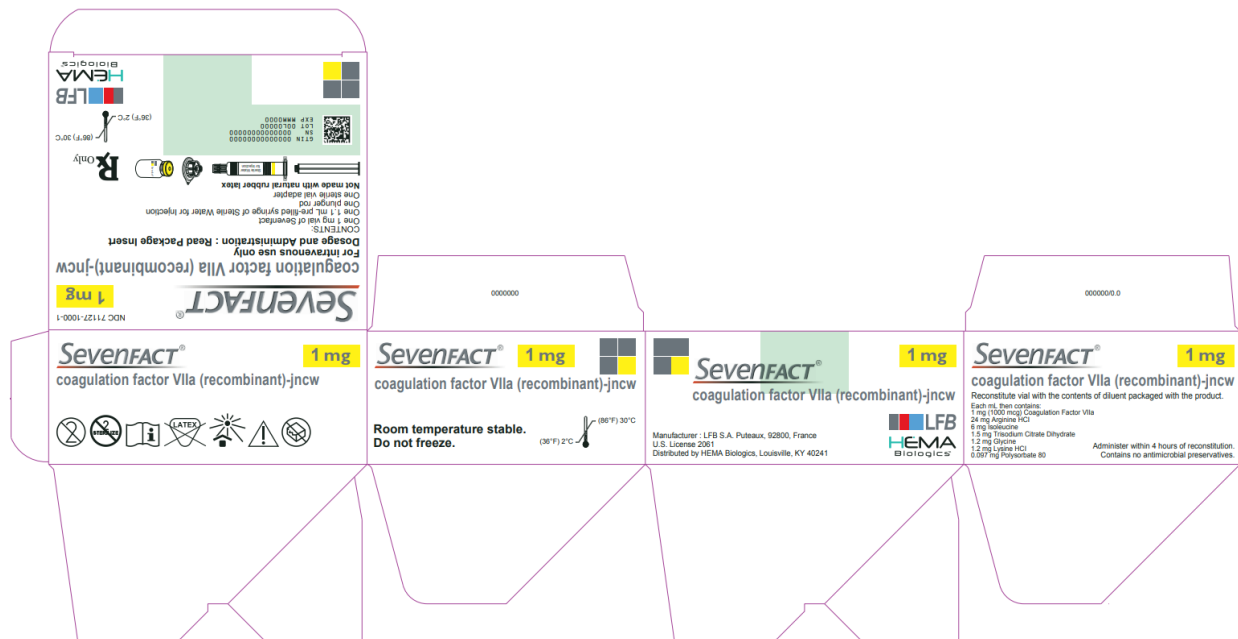 NDC 71127-1000-1
SEVENFACT®
1 mg
coagulation factor VIIa (recombinant)-jncw
For intravenous use only
Dosage and Administration : Read Package Insert
CONTENTS:
One 1 mg vial of Sevenfact
One 1.1 mL pre-filled syringe of Sterile Water for Injection
One plunger rod
One sterile vial adapter
Not made with natural rubber latex
Rx Only
GTIN 00000000000000
LOT 00L00000
EXP MMM0000
(86°F) 30°C
(36°F) 2°C
LFB
HEMA
Biologics®
SEVENFACT®
1 mg
coagulation factor VIIa (recombinant)-jncw
2
2
STERILIZE
i
LATEX
0000000
SEVENFACT®
1 mg
coagulation factor VIIa (recombinant)-jncw
Room temperature stable.
Do not freeze.
(86°F) 30°C
(36°F) 2°C
SEVENFACT®
1 mg
coagulation factor VIIa (recombinant)-jncw
Manufacturer : LFB S.A. Puteaux, 92800, France
U.S. License 2061
Distributed by HEMA Biologics, Louisville, KY 40241
LFB
HEMA
Biologics®
000000/0.0
SEVENFACT®
1 mg
coagulation factor VIIa (recombinant)-jncw
Reconstitute vial with the contents of diluent packaged with the product.
Each mL then contains:
1 mg (1000 mcg) Coagulation Factor VIIa
24 mg Arginine HCl
6 mg Isoleucine
1.5 mg Trisodium Citrate Dihydrate
1.2 mg Glycine
1.2 mg Lysine HCl
0.097 mg Polysorbate 80
Administer within 4 hours of reconstitution.
Contains no antimicrobial preservatives.